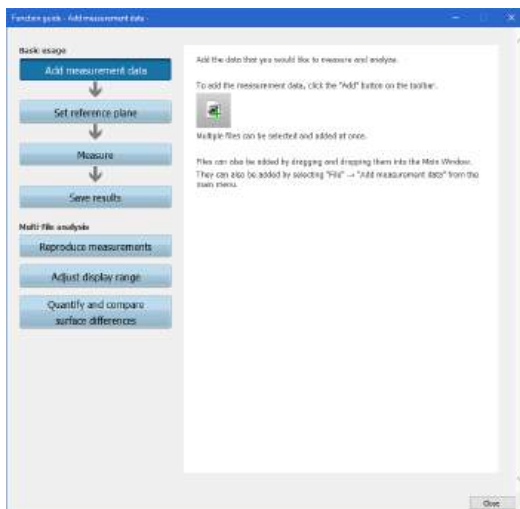 Function guide - Add measurement data -
Basic usage
Add measurement data
Set reference plane
Measure
Save results
Multi-file analysis
Reproduce measurements
Adjust display range
Quantify and compare
surface differences
Add the data that you would like to measure and analyze.
To add the measurement data, click the "Add" button on the toolbar.
Multiple files can be selected and added at once.
Files can also be added by dragging and dropping them into the Main Window.
They can also be added by selecting "File" → "Add measurement data" from the
main menu.
Close